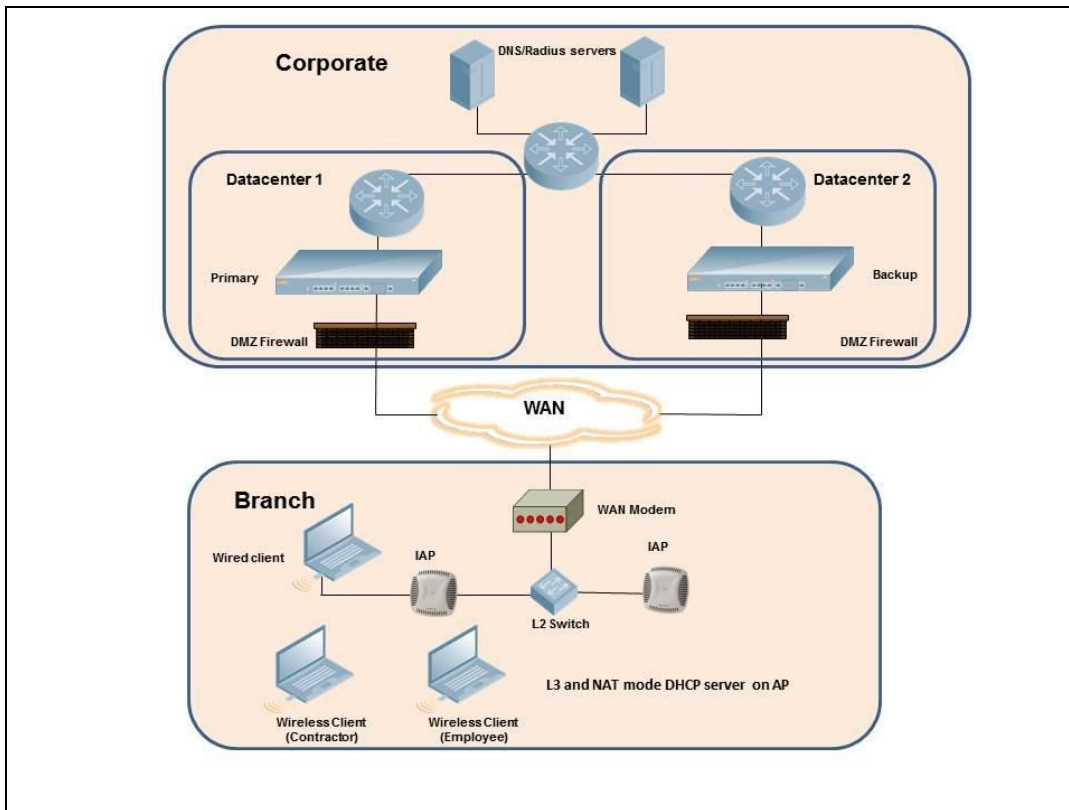 DNS/Radius servers
Corporate
Datacenter 1
Datacenter 2
Primary
Backup
DMZ Firewall
DMZ Firewall
WAN
Branch
WAN Modem
Wired client
IAP
IAP
L2 Switch
L3 and NAT mode DHCP server on AP
Wireless Client
(Contractor)
Wireless Client
(Employee)